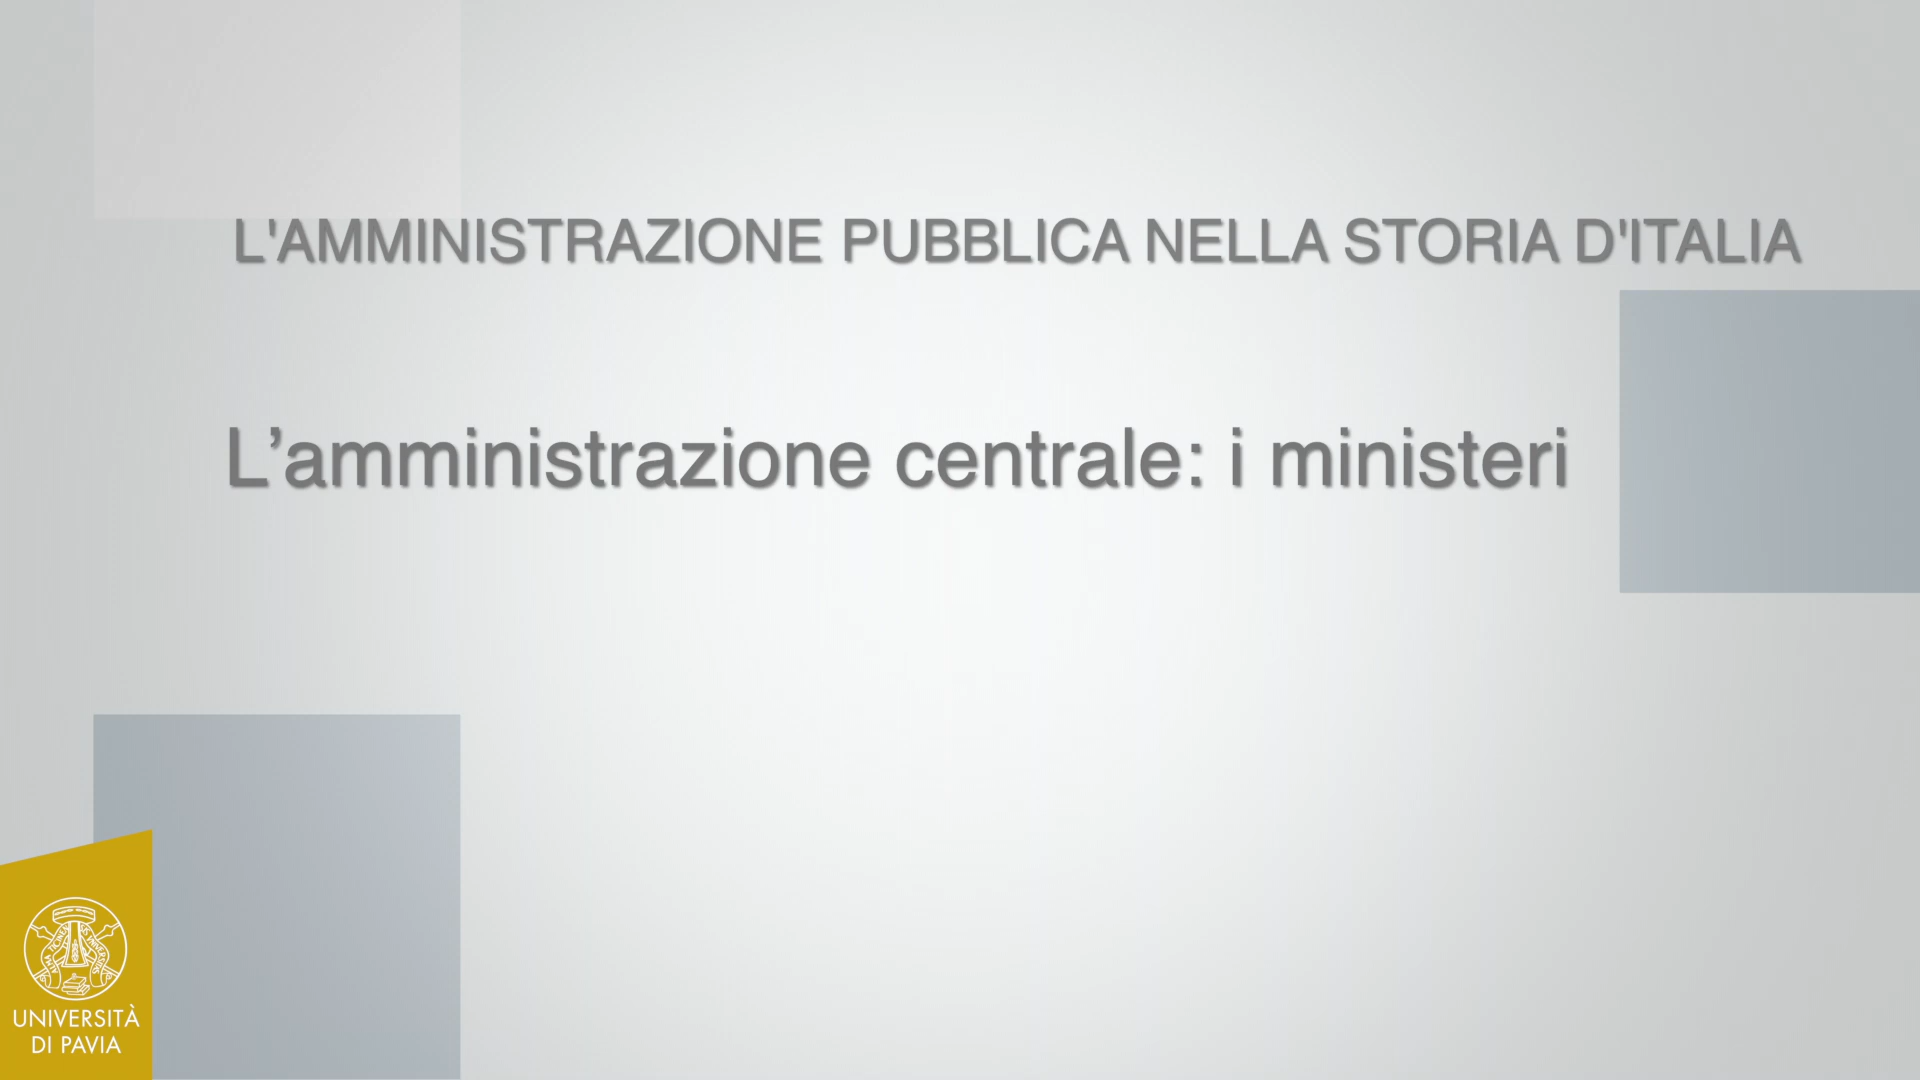 L'AMMINISTRAZIONE PUBBLICA NELLA STORIA D'ITALIA
L’amministrazione centrale: i ministeri
UNIVERSITÀ
DI PAVIA